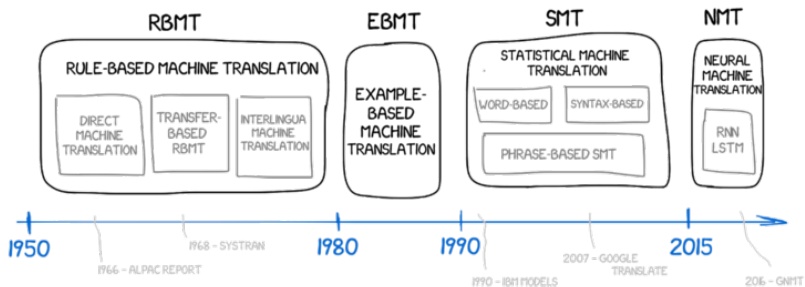 RBMT
EBMT
SMT
NMT
RULE-BASED MACHINE TRANSLATION
DIRECT
MACHINE
TRANSLATION
TRANSFER-
BASED
RBMT
INTERLINGUA
MACHINE
TRANSLATION
EXAMPLE-
BASED
MACHINE
TRANSLATION
STATISTICAL MACHINE
TRANSLATION
WORD-BASED
SYNTAX-BASED
PHRASE-BASED SMT
NEURAL
MACHINE
TRANSLATION
RNN
LSTM
1950
1980
1990
2015
1966 - ALPAC REPORT
1968 - SYSTRAN
1990 - IBM MODELS
2007 - GOOGLE
TRANSLATE
2016 - GNMT